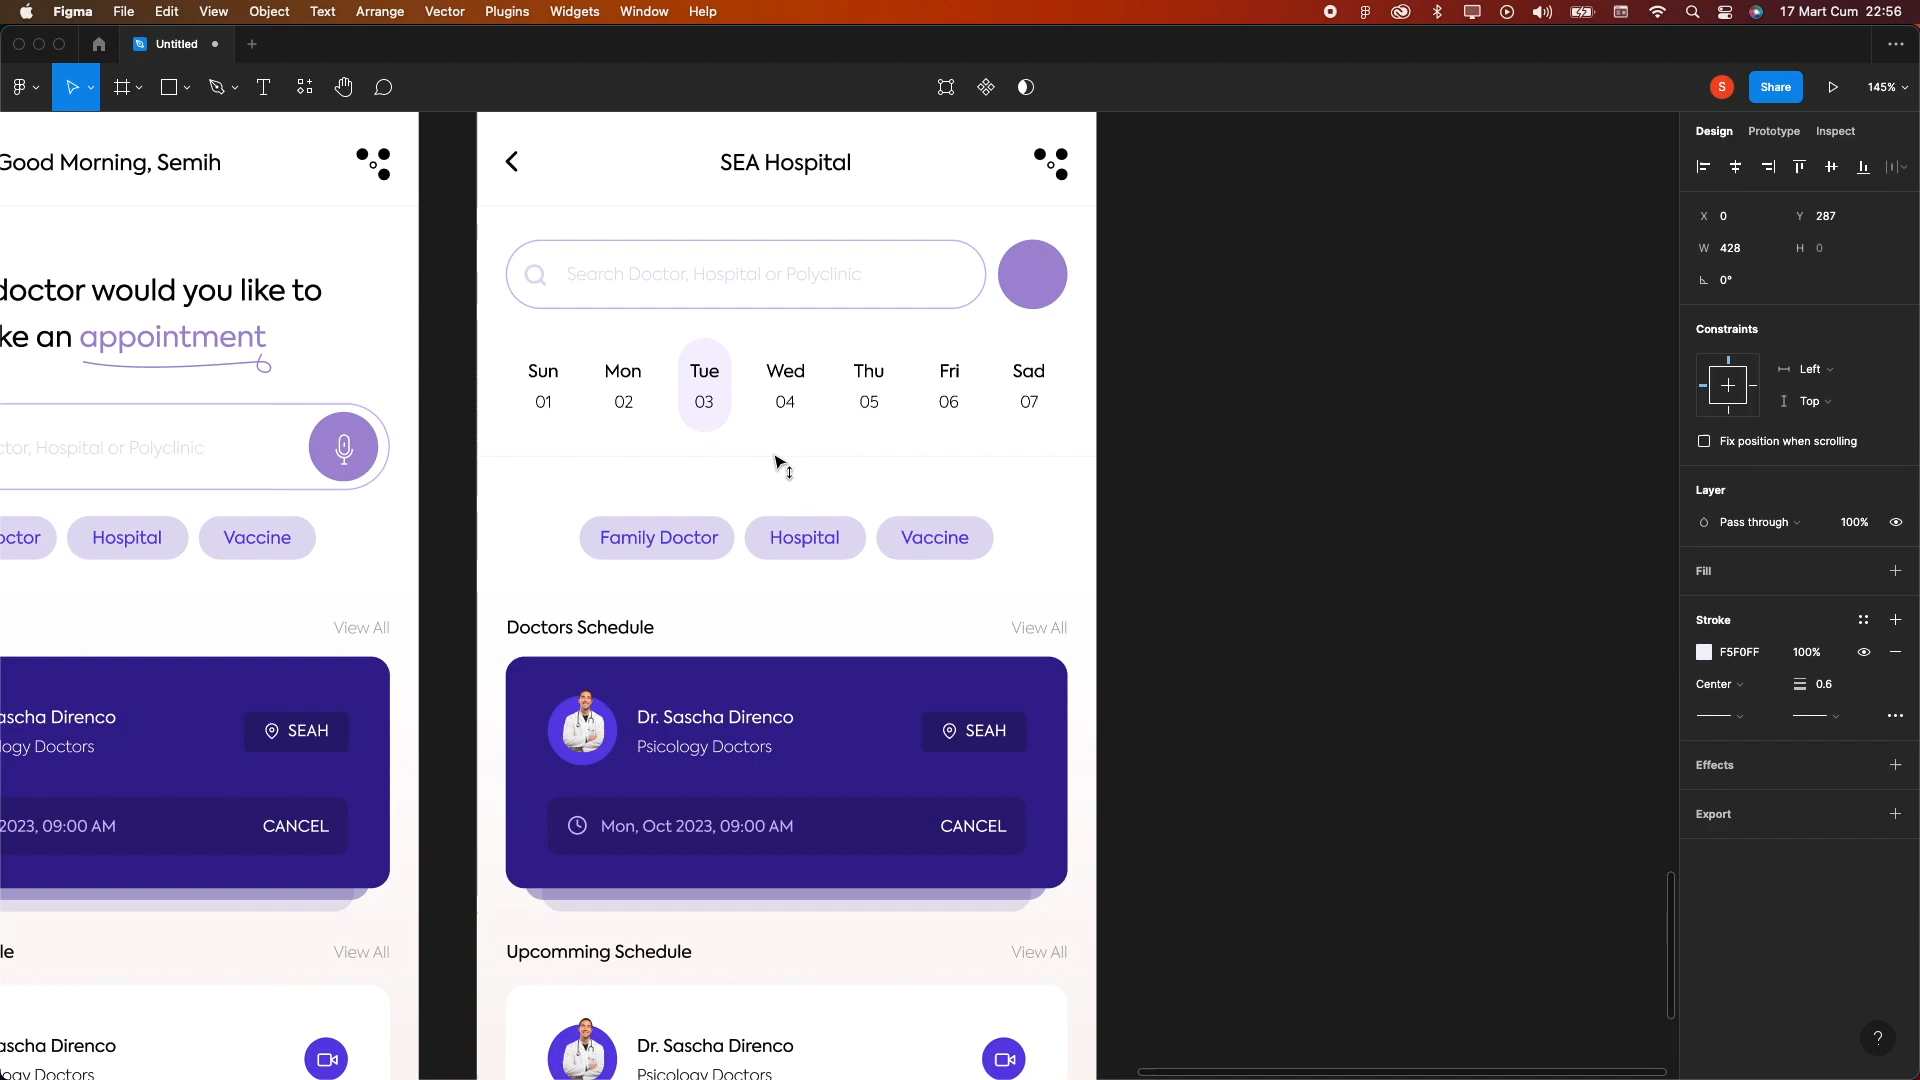 Figma File Edit View Object Text Arrange Vector Plugins Widgets Window Help 17 Mart Cum 22:56
Untitled
S Share 145%
Design Prototype Inspect
Good Morning, Semih
SEA Hospital
X 0 Y 287
W 428 H 0
0°
Search Doctor, Hospital or Polyclinic
doctor would you like to
ke an appointment
Constraints
Left
Top
Fix position when scrolling
Sun Mon Tue Wed Thu Fri Sad
01 02 03 04 05 06 07
ctor, Hospital or Polyclinic
Layer
Pass through 100%
octor Hospital Vaccine
Family Doctor Hospital Vaccine
Fill
Stroke
F5F0FF 100%
Center 0.6
View All
Doctors Schedule View All
ascha Direnco
logy Doctors
SEAH
Dr. Sascha Direnco
Psicology Doctors
SEAH
Effects
Export
2023, 09:00 AM CANCEL
Mon, Oct 2023, 09:00 AM CANCEL
le View All
Upcomming Schedule View All
ascha Direnco
gy Doctors
Dr. Sascha Direnco
Psicology Doctors
?